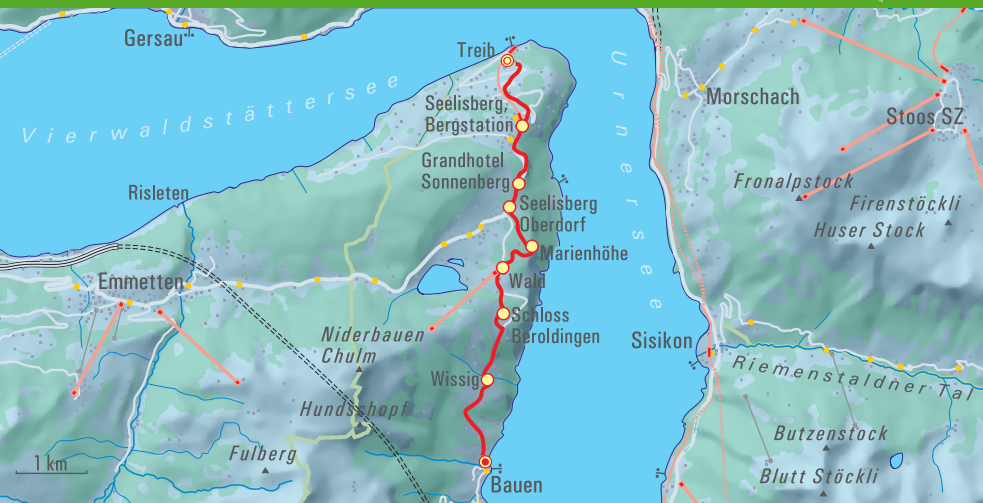 Gersau
Treib
Vierwaldstättersee
Urnersee
Morschach
Stoos SZ
Seelisberg,
Bergstation
Grandhotel
Sonnenberg
Risleten
Fronalpstock
Firenstöckli
Huser Stock
Seelisberg
Oberdorf
Marienhöhe
Emmetten
Wald
Schloss
Beroldingen
Niderbauen
Chulm
Sisikon
Riemenstaldner Tal
Wissig
Hundschopf
Butzenstock
Fulberg
1 km
Blutt Stöckli
Bauen